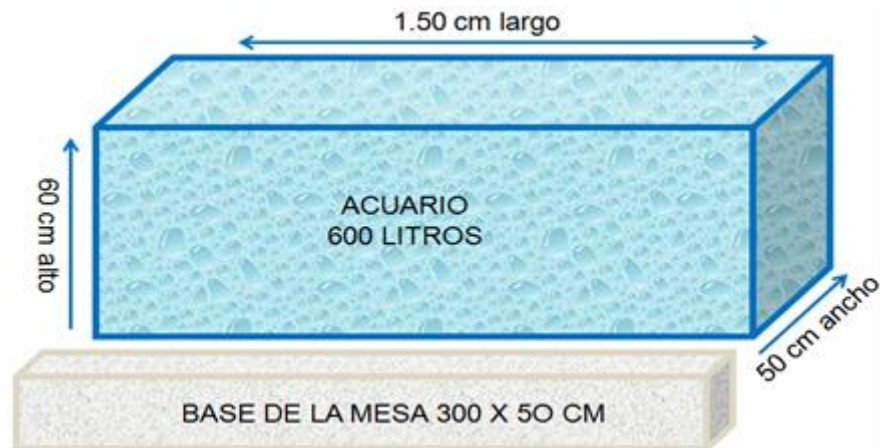 1.50 cm largo
60 cm alto
ACUARIO
600 LITROS
50 cm ancho
BASE DE LA MESA 300 X 5O CM